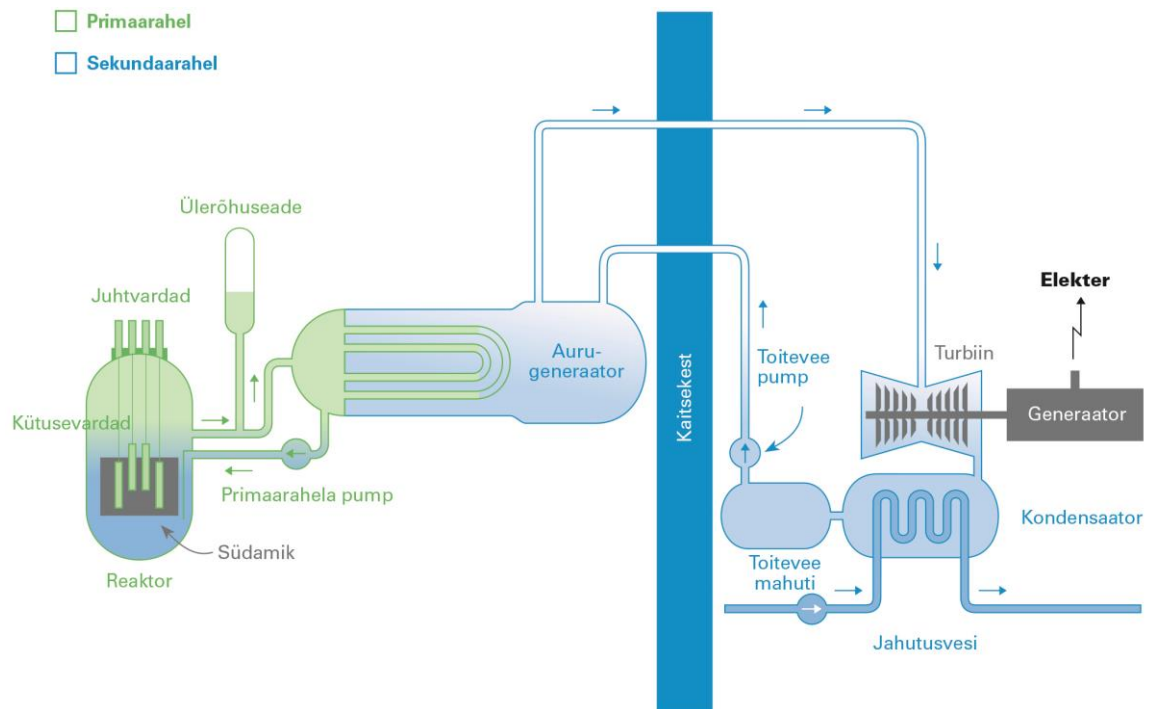 Primaarahel
Sekundaarahel
Ülerõhuseade
Juhtvardad
Kütusevardad
Primaarahela pump
Südamik
Reaktor
Auru-
generaator
Kaitsekest
Toitevee
pump
Elekter
Turbiin
Generaator
Kondensaator
Toitevee
mahuti
Jahutusvesi